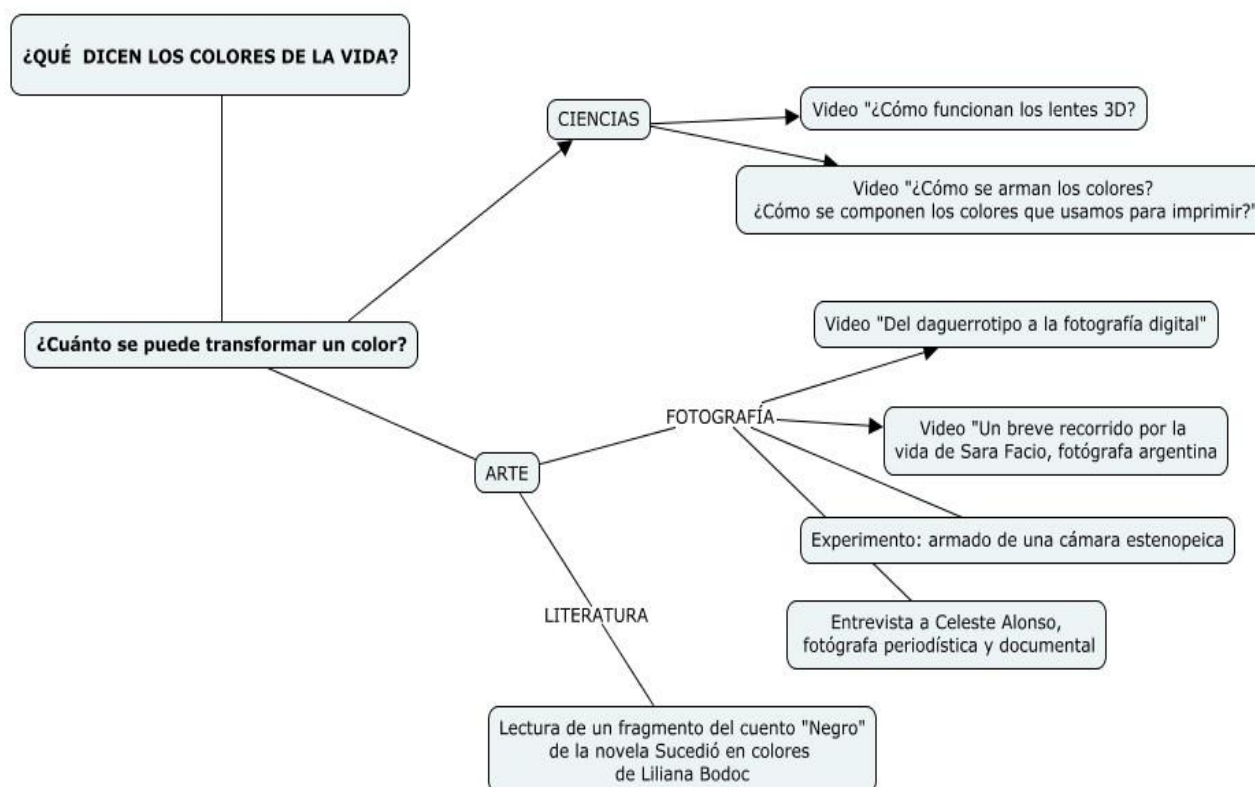 ¿QUÉ  DICEN LOS COLORES DE LA VIDA?
CIENCIAS
Video "¿Cómo funcionan los lentes 3D?
Video "¿Cómo se arman los colores?
¿Cómo se componen los colores que usamos para imprimir?"
¿Cuánto se puede transformar un color?
ARTE
FOTOGRAFÍA
Video "Del daguerrotipo a la fotografía digital"
Video "Un breve recorrido por la
vida de Sara Facio, fotógrafa argentina
Experimento: armado de una cámara estenopeica
Entrevista a Celeste Alonso,
fotógrafa periodística y documental
LITERATURA
Lectura de un fragmento del cuento "Negro"
de la novela Sucedió en colores
de Liliana Bodoc